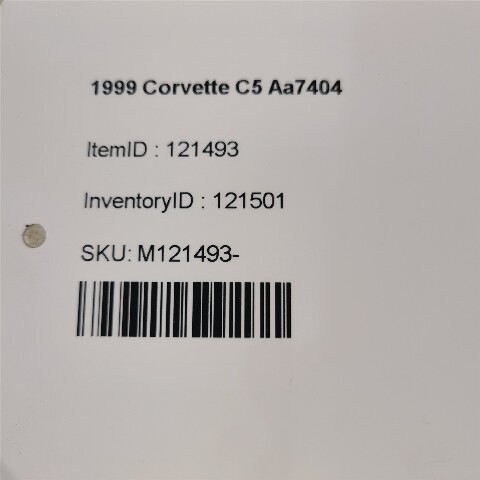 1999 Corvette C5 Aa7404
ItemID : 121493
InventoryID : 121501
SKU: M121493-